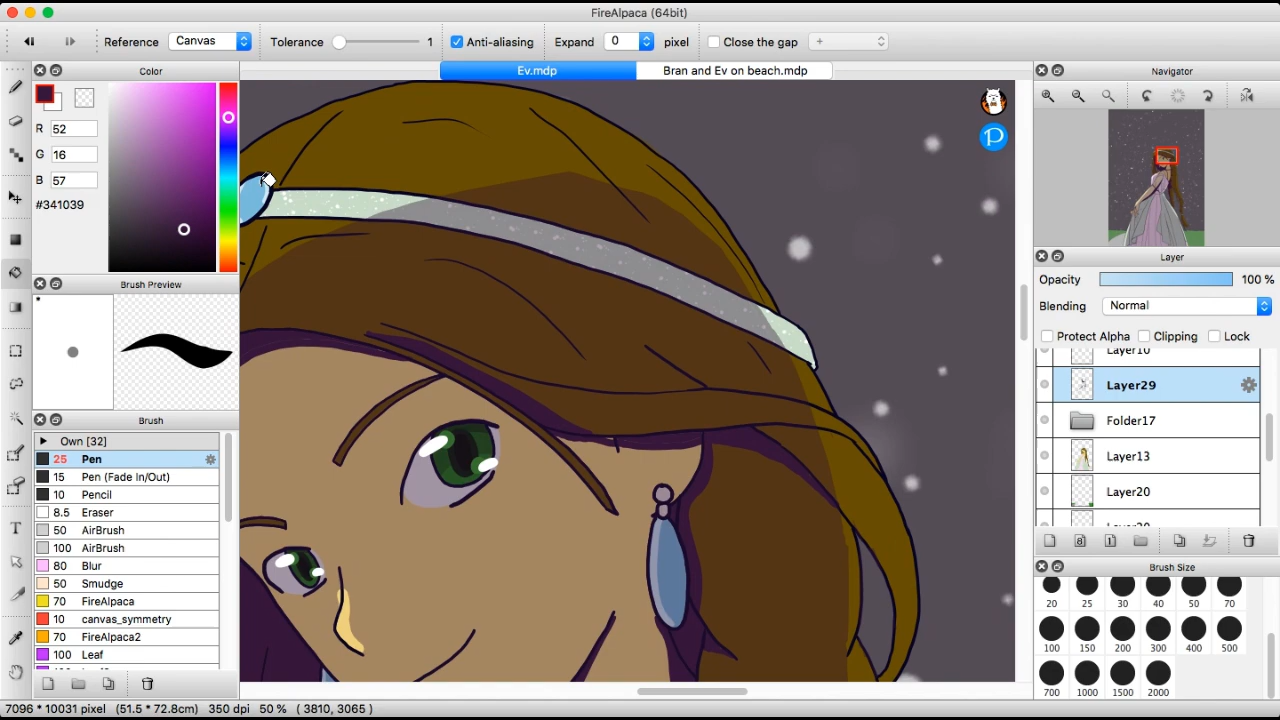 FireAlpaca (64bit)
Reference Canvas Tolerance 1 Anti-aliasing Expand 0 pixel Close the gap +
Color
Ev.mdp
Bran and Ev on beach.mdp
Navigator
R 52
G 16
B 57
#341039
P
Brush Preview
Layer
Opacity 100 %
Blending Normal
Protect Alpha Clipping Lock
Layer10
Layer29
Folder17
Layer13
Layer20
Brush
Own [32]
25 Pen
15 Pen (Fade In/Out)
10 Pencil
8.5 Eraser
50 AirBrush
100 AirBrush
80 Blur
50 Smudge
70 FireAlpaca
10 canvas_symmetry
70 FireAlpaca2
100 Leaf
T
Brush Size
20 25 30 40 50 70
100 150 200 300 400 500
700 1000 1500 2000
7096 * 10031 pixel (51.5 * 72.8cm) 350 dpi 50 % ( 3810, 3065 )